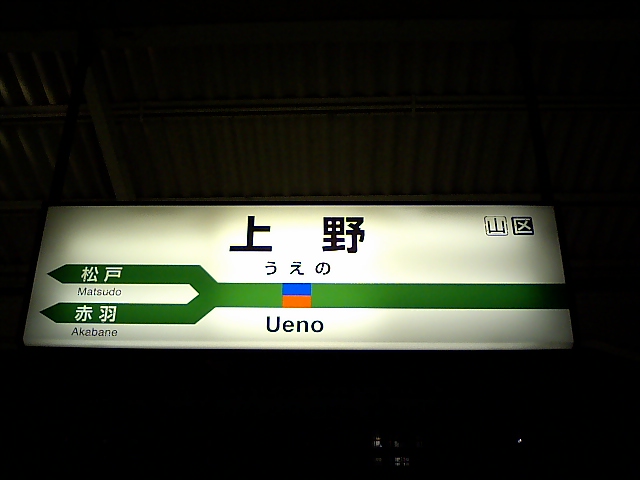 上野
山区
うえの
松戸
Matsudo
赤羽
Akabane
Ueno